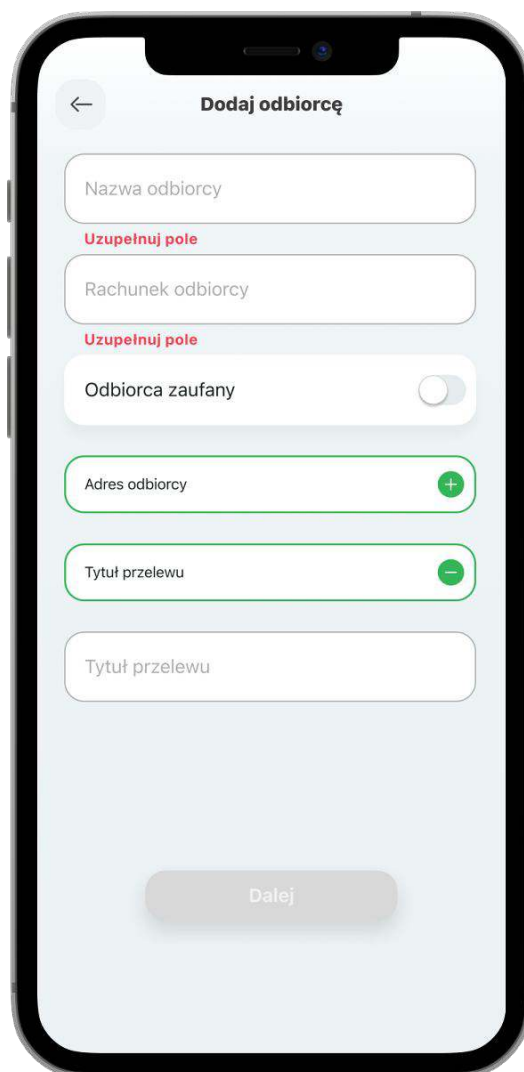 Dodaj odbiorcę
Nazwa odbiorcy
Uzupełnuj pole
Rachunek odbiorcy
Uzupełnuj pole
Odbiorca zaufany
Adres odbiorcy
Tytuł przelewu
Tytuł przelewu
Dalej